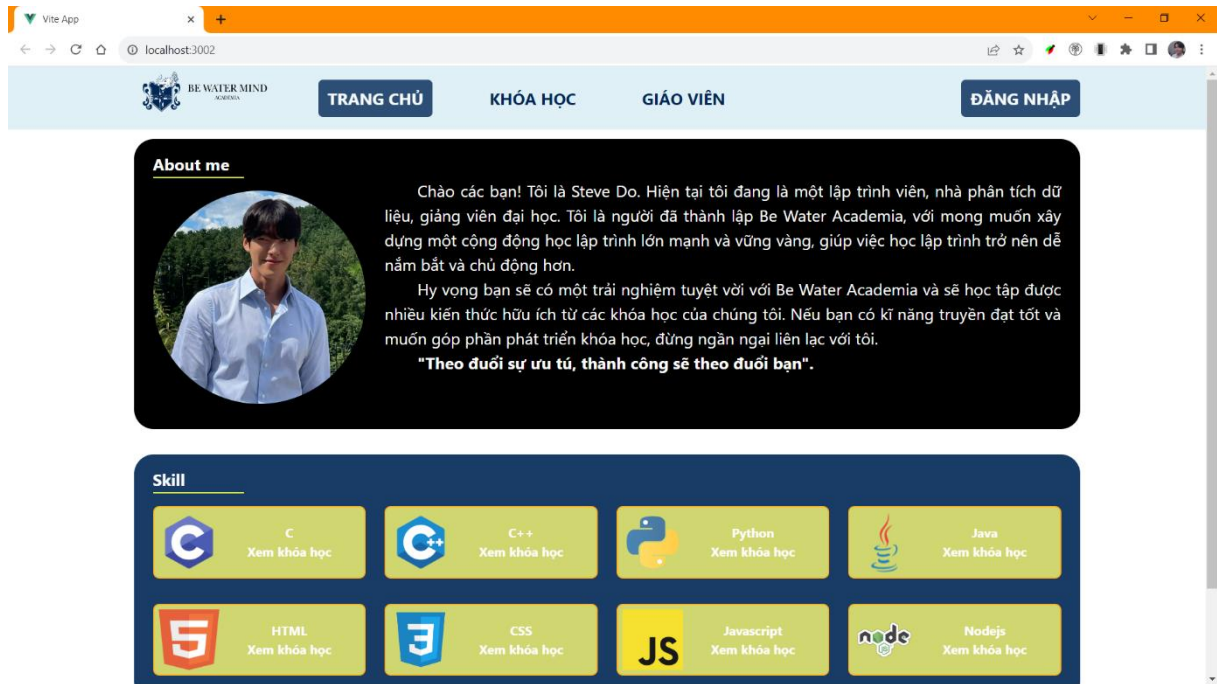 Vite App
localhost:3002
BE WATER MIND
ACADEMIA
TRANG CHỦ
KHÓA HỌC
GIÁO VIÊN
ĐĂNG NHẬP
About me
Chào các bạn! Tôi là Steve Do. Hiện tại tôi đang là một lập trình viên, nhà phân tích dữ
liệu, giảng viên đại học. Tôi là người đã thành lập Be Water Academia, với mong muốn xây
dựng một cộng động học lập trình lớn mạnh và vững vàng, giúp việc học lập trình trở nên dễ
nắm bắt và chủ động hơn.
Hy vọng bạn sẽ có một trải nghiệm tuyệt vời với Be Water Academia và sẽ học tập được
nhiều kiến thức hữu ích từ các khóa học của chúng tôi. Nếu bạn có kĩ năng truyền đạt tốt và
muốn góp phần phát triển khóa học, đừng ngần ngại liên lạc với tôi.
"Theo đuổi sự ưu tú, thành công sẽ theo đuổi bạn".
Skill
C
C
Xem khóa học
C++
C++
Xem khóa học
Python
Xem khóa học
Java
Xem khóa học
5
HTML
Xem khóa học
3
CSS
Xem khóa học
JS
Javascript
Xem khóa học
node
Nodejs
Xem khóa học